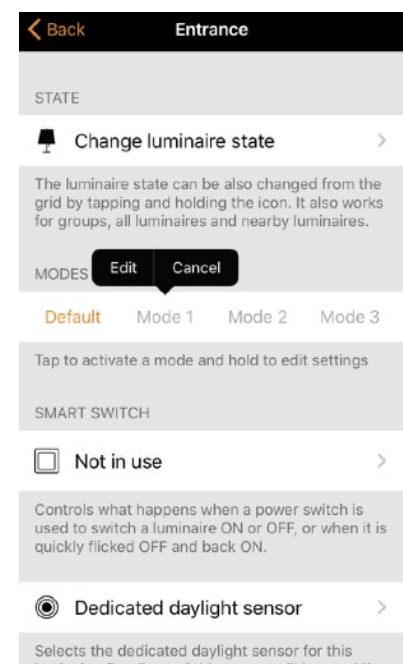 Back Entrance
STATE
Change luminaire state
The luminaire state can be also changed from the
grid by tapping and holding the icon. It also works
for groups, all luminaires and nearby luminaires.
MODES Edit Cancel
Default Mode 1 Mode 2 Mode 3
Tap to activate a mode and hold to edit settings
SMART SWITCH
Not in use
Controls what happens when a power switch is
used to switch a luminaire ON or OFF, or when it is
quickly flicked OFF and back ON.
Dedicated daylight sensor
Selects the dedicated daylight sensor for this